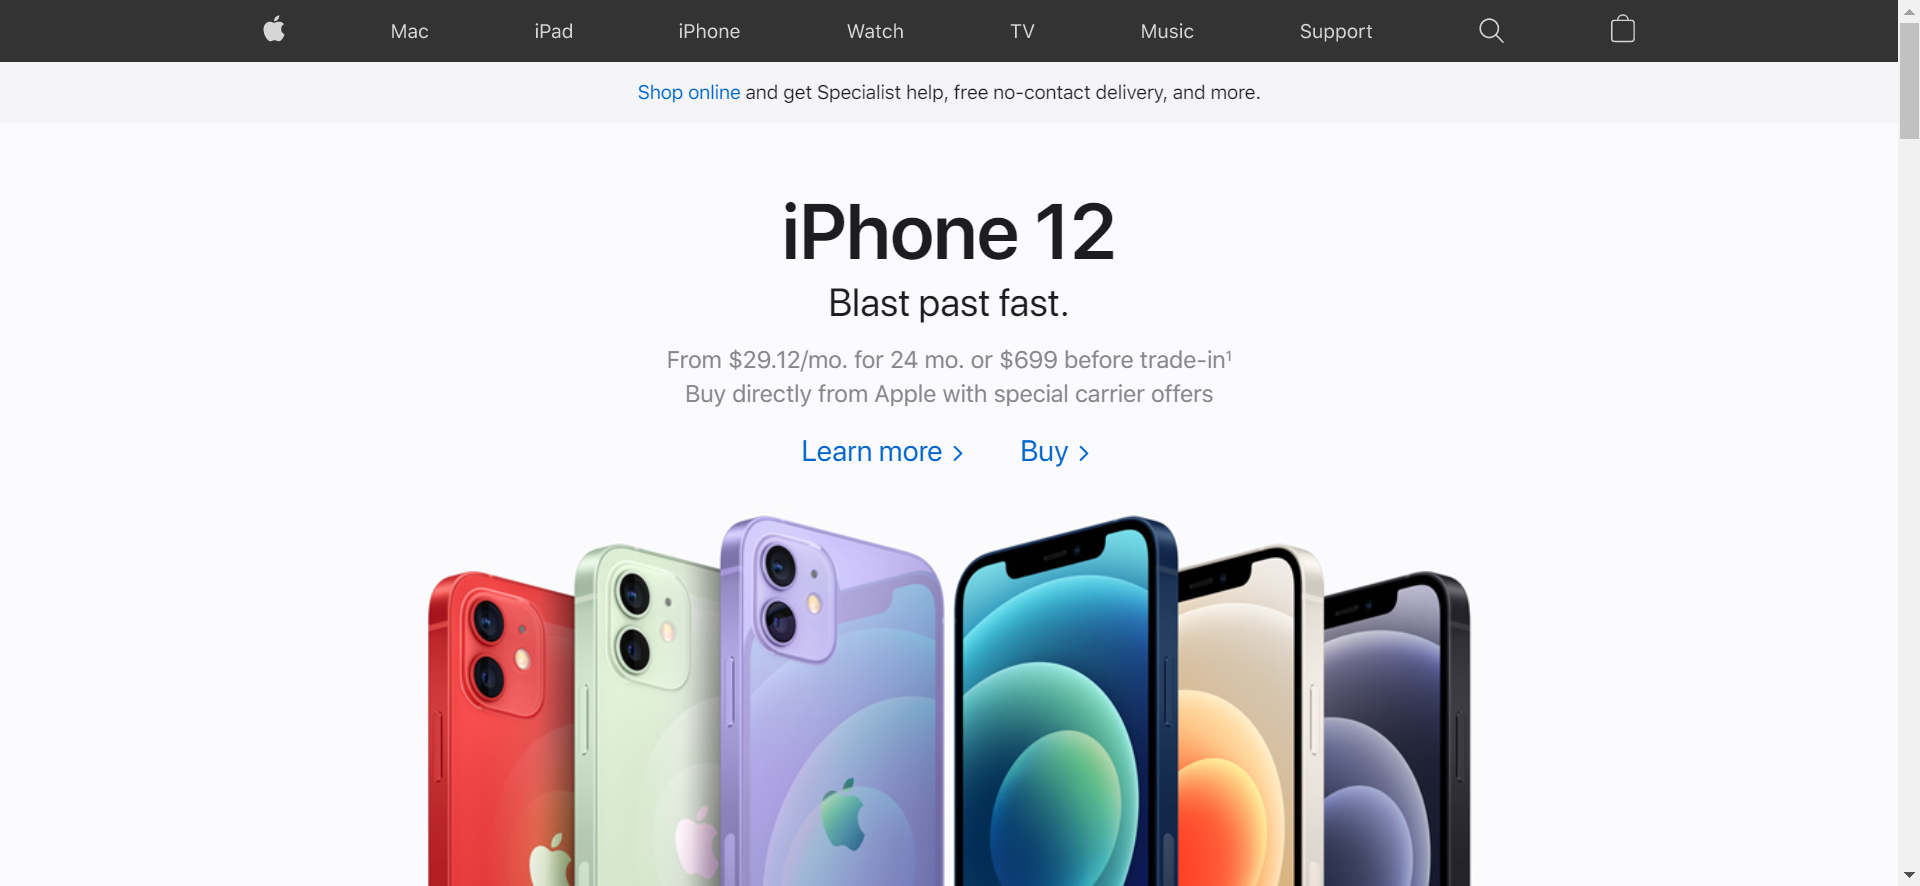 Mac iPad iPhone Watch TV Music Support
Shop online and get Specialist help, free no-contact delivery, and more.
iPhone 12
Blast past fast.
From $29.12/mo. for 24 mo. or $699 before trade-in¹
Buy directly from Apple with special carrier offers
Learn more > Buy >